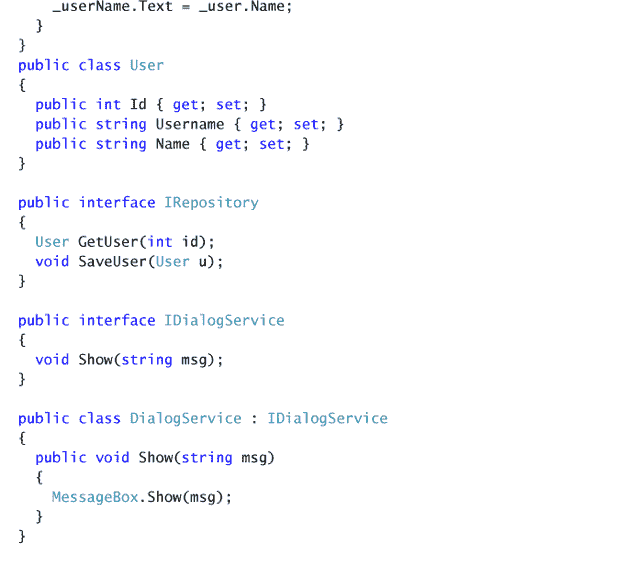 _userName.Text = _user.Name;
}
}
public class User
{
public int Id { get; set; }
public string Username { get; set; }
public string Name { get; set; }
}
public interface IRepository
{
User GetUser(int id);
void SaveUser(User u);
}
public interface IDialogService
{
void Show(string msg);
}
public class DialogService : IDialogService
{
public void Show(string msg)
{
MessageBox.Show(msg);
}
}